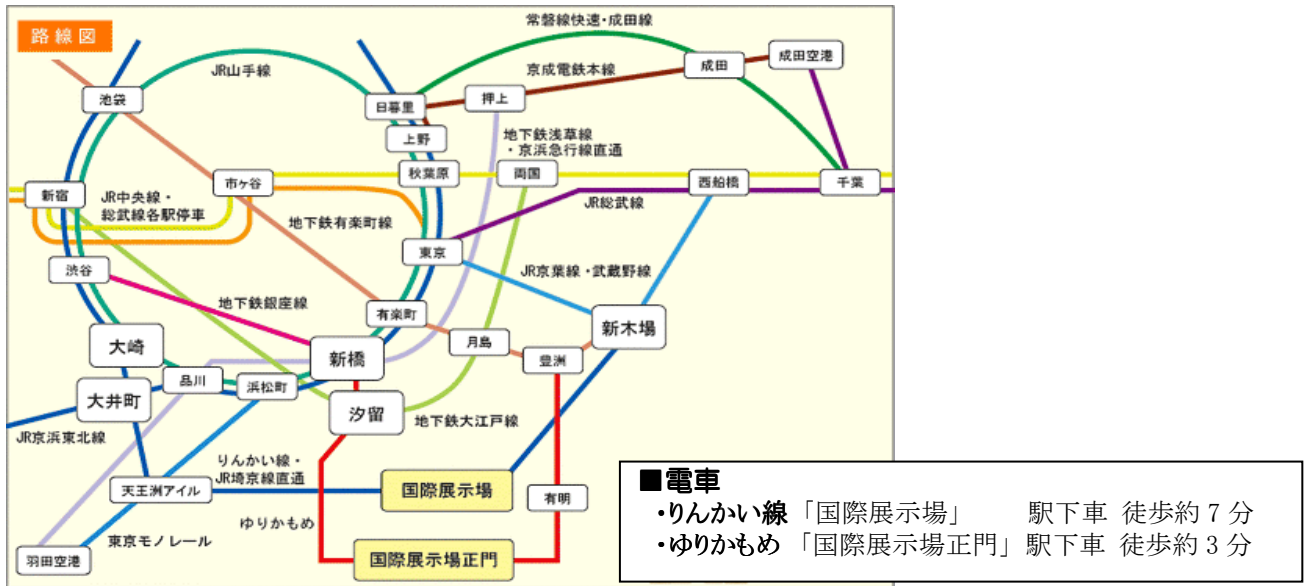 路線図
常磐線快速・成田線
JR山手線
京成電鉄本線
成田
成田空港
池袋
日暮里
押上
上野
地下鉄浅草線
・京浜急行線直通
新宿
JR中央線・
総武線各駅停車
市ヶ谷
秋葉原
両国
西船橋
千葉
JR総武線
地下鉄有楽町線
東京
渋谷
JR京葉線・武蔵野線
地下鉄銀座線
有楽町
新木場
大崎
新橋
月島
豊洲
品川
浜松町
大井町
汐留
地下鉄大江戸線
JR京浜東北線
りんかい線・
JR埼京線直通
天王洲アイル
国際展示場
有明
ゆりかもめ
東京モノレール
羽田空港
国際展示場正門
■電車
・りんかい線「国際展示場」 駅下車 徒歩約7分
・ゆりかもめ 「国際展示場正門」駅下車 徒歩約3分